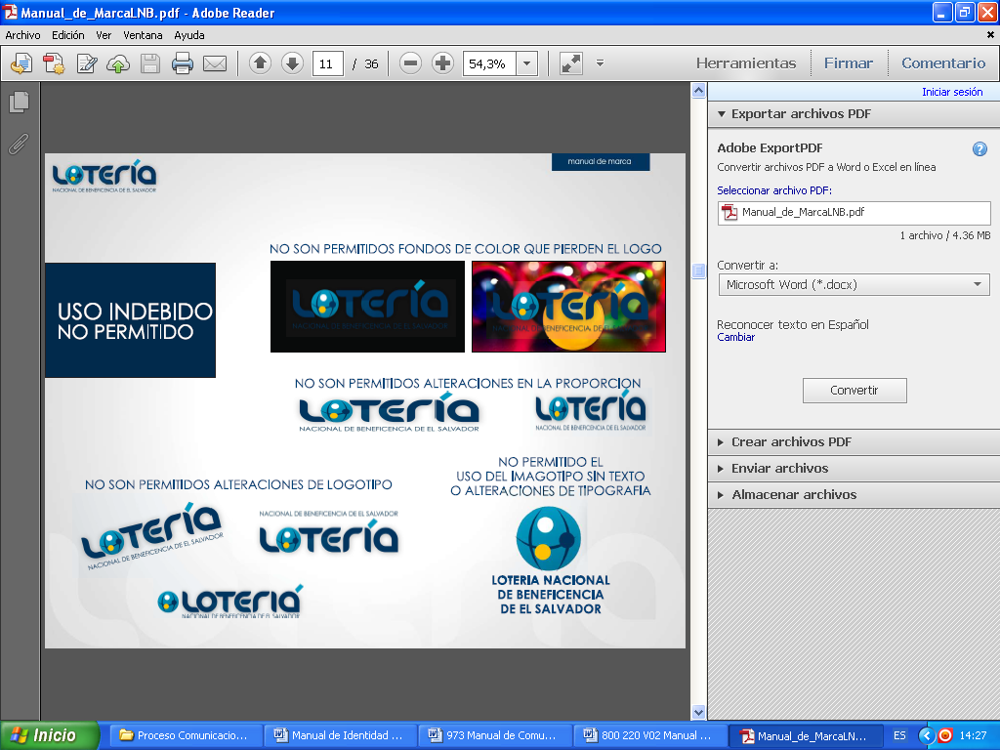 Manual_de_MarcaLNB.pdf - Adobe Reader
Archivo Edición Ver Ventana Ayuda
11 / 36 54,3% Herramientas Firmar Comentario
Iniciar sesión
Exportar archivos PDF
Adobe ExportPDF
Convertir archivos PDF a Word o Excel en línea
Seleccionar archivo PDF:
Manual_de_MarcaLNB.pdf
1 archivo / 4.36 MB
Convertir a:
Microsoft Word (*.docx)
Reconocer texto en Español
Cambiar
Convertir
Crear archivos PDF
Enviar archivos
Almacenar archivos
LOTERÍA
NACIONAL DE BENEFICENCIA DE EL SALVADOR
manual de marca
USO INDEBIDO
NO PERMITIDO
NO SON PERMITIDOS FONDOS DE COLOR QUE PIERDEN EL LOGO
LOTERÍA
NACIONAL DE BENEFICENCIA DE EL SALVADOR
LOTERÍA
NACIONAL DE BENEFICENCIA DE EL SALVADOR
NO SON PERMITIDOS ALTERACIONES EN LA PROPORCION
LOTERÍA
NACIONAL DE BENEFICENCIA DE EL SALVADOR
LOTERÍA
NACIONAL DE BENEFICENCIA DE EL SALVADOR
NO SON PERMITIDOS ALTERACIONES DE LOGOTIPO
LOTERÍA
NACIONAL DE BENEFICENCIA DE EL SALVADOR
NACIONAL DE BENEFICENCIA DE EL SALVADOR
LOTERÍA
LOTERIÁ
NACIONAL DE BENEFICENCIA DE EL SALVADOR
NO PERMITIDO EL
USO DEL IMAGOTIPO SIN TEXTO
O ALTERACIONES DE TIPOGRAFIA
LOTERIA NACIONAL
DE BENEFICENCIA
DE EL SALVADOR
Inicio Proceso Comunicacio... Manual de Identidad ... 973 Manual de Comu... 800 220 V02 Manual ... Manual_de_MarcaLN... ES 14:27